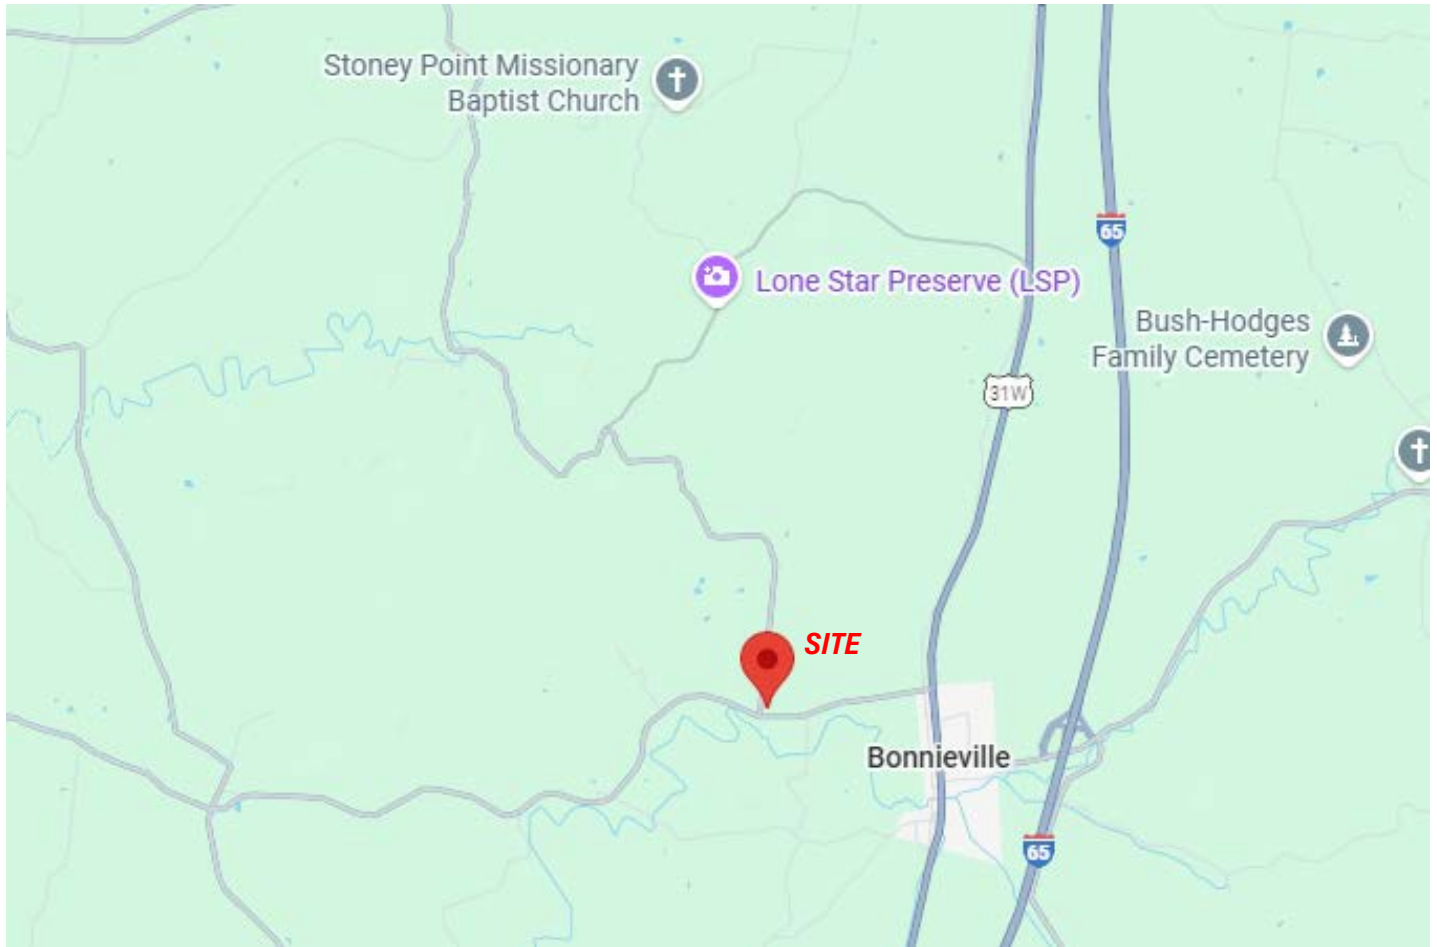 Stoney Point Missionary
Baptist Church
65
Lone Star Preserve (LSP)
Bush-Hodges
Family Cemetery
31W
SITE
Bonnieville
65